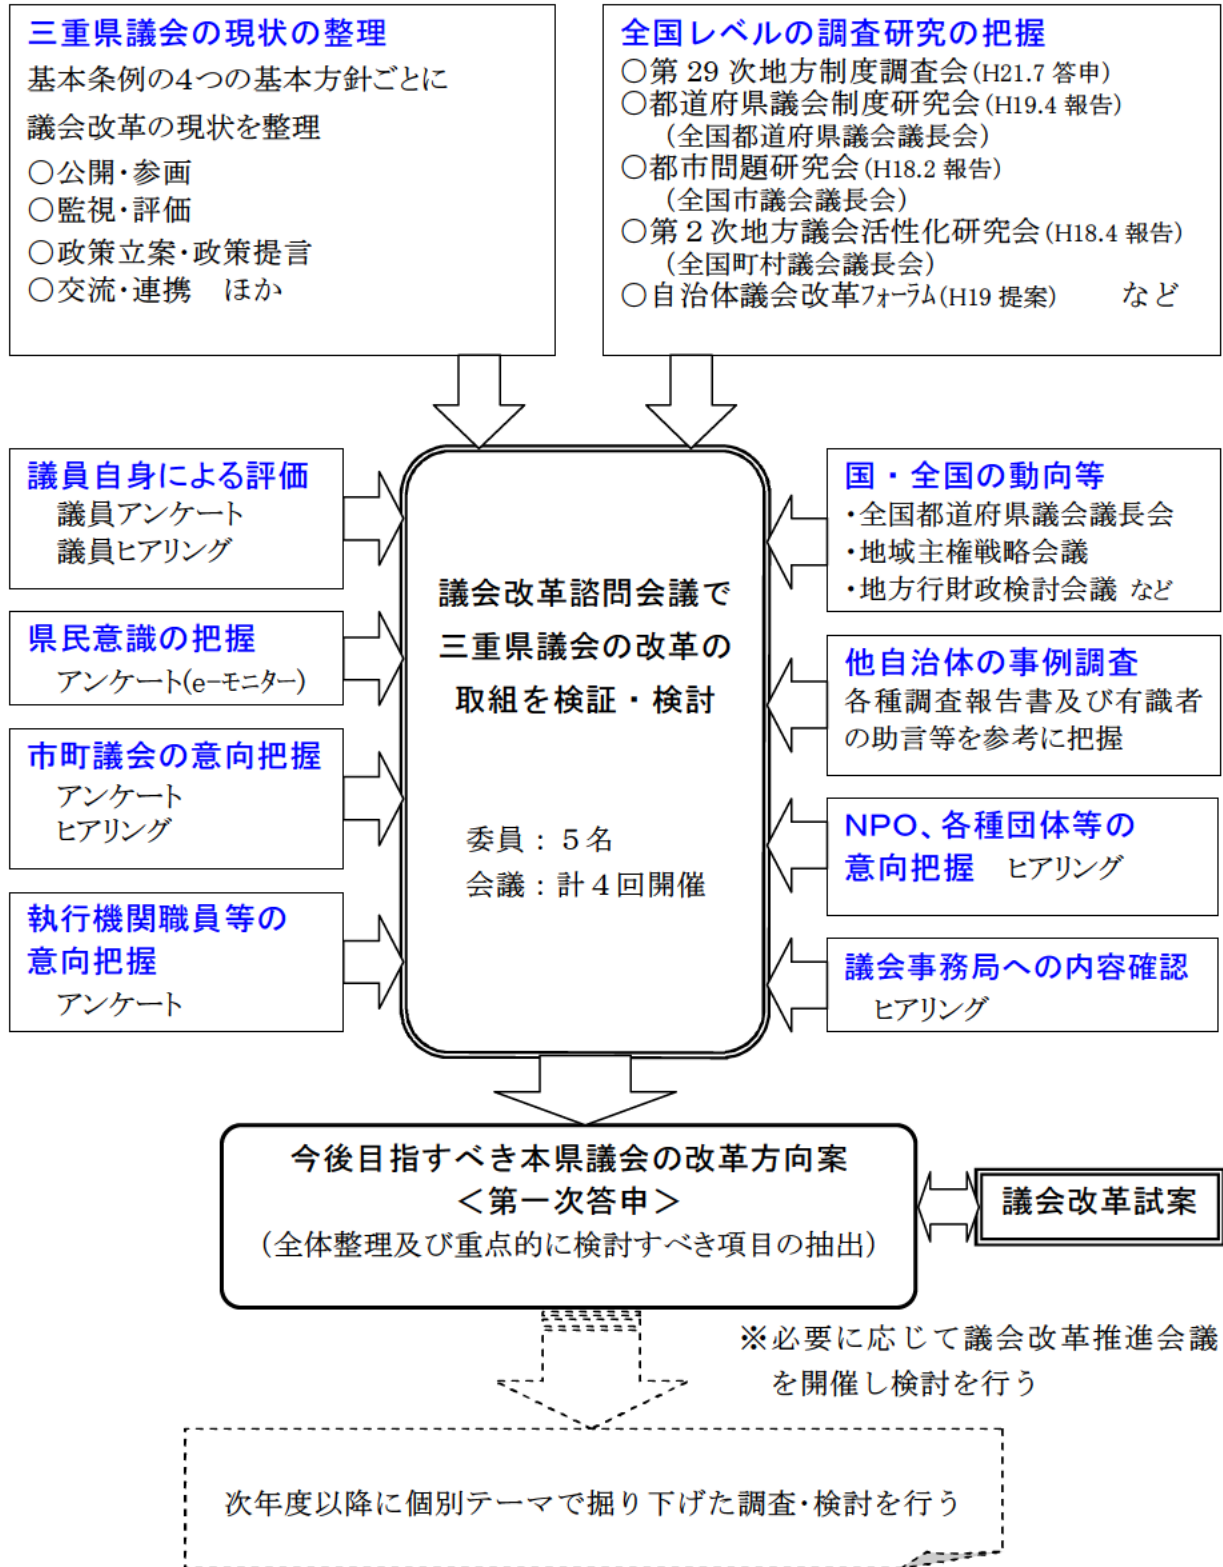 三重県議会の現状の整理
基本条例の4つの基本方針ごとに
議会改革の現状を整理
○公開・参画
○監視・評価
○政策立案・政策提言
○交流・連携　ほか
全国レベルの調査研究の把握
○第 29 次地方制度調査会(H21.7 答申)
○都道府県議会制度研究会(H19.4 報告)
（全国都道府県議会議長会）
○都市問題研究会(H18.2 報告)
（全国市議会議長会）
○第２次地方議会活性化研究会(H18.4 報告)
（全国町村議会議長会）
○自治体議会改革フォーラム(H19 提案)　　など
議員自身による評価
議員アンケート
議員ヒアリング
県民意識の把握
アンケート(e-モニター)
市町議会の意向把握
アンケート
ヒアリング
執行機関職員等の
意向把握
アンケート
議会改革諮問会議で
三重県議会の改革の
取組を検証・検討
委員：５名
会議：計４回開催
国・全国の動向等
・全国都道府県議会議長会
・地域主権戦略会議
・地方行財政検討会議 など
他自治体の事例調査
各種調査報告書及び有識者
の助言等を参考に把握
NPO、各種団体等の
意向把握　ヒアリング
議会事務局への内容確認
ヒアリング
今後目指すべき本県議会の改革方向案
＜第一次答申＞
（全体整理及び重点的に検討すべき項目の抽出）
議会改革試案
※必要に応じて議会改革推進会議
を開催し検討を行う
次年度以降に個別テーマで掘り下げた調査・検討を行う